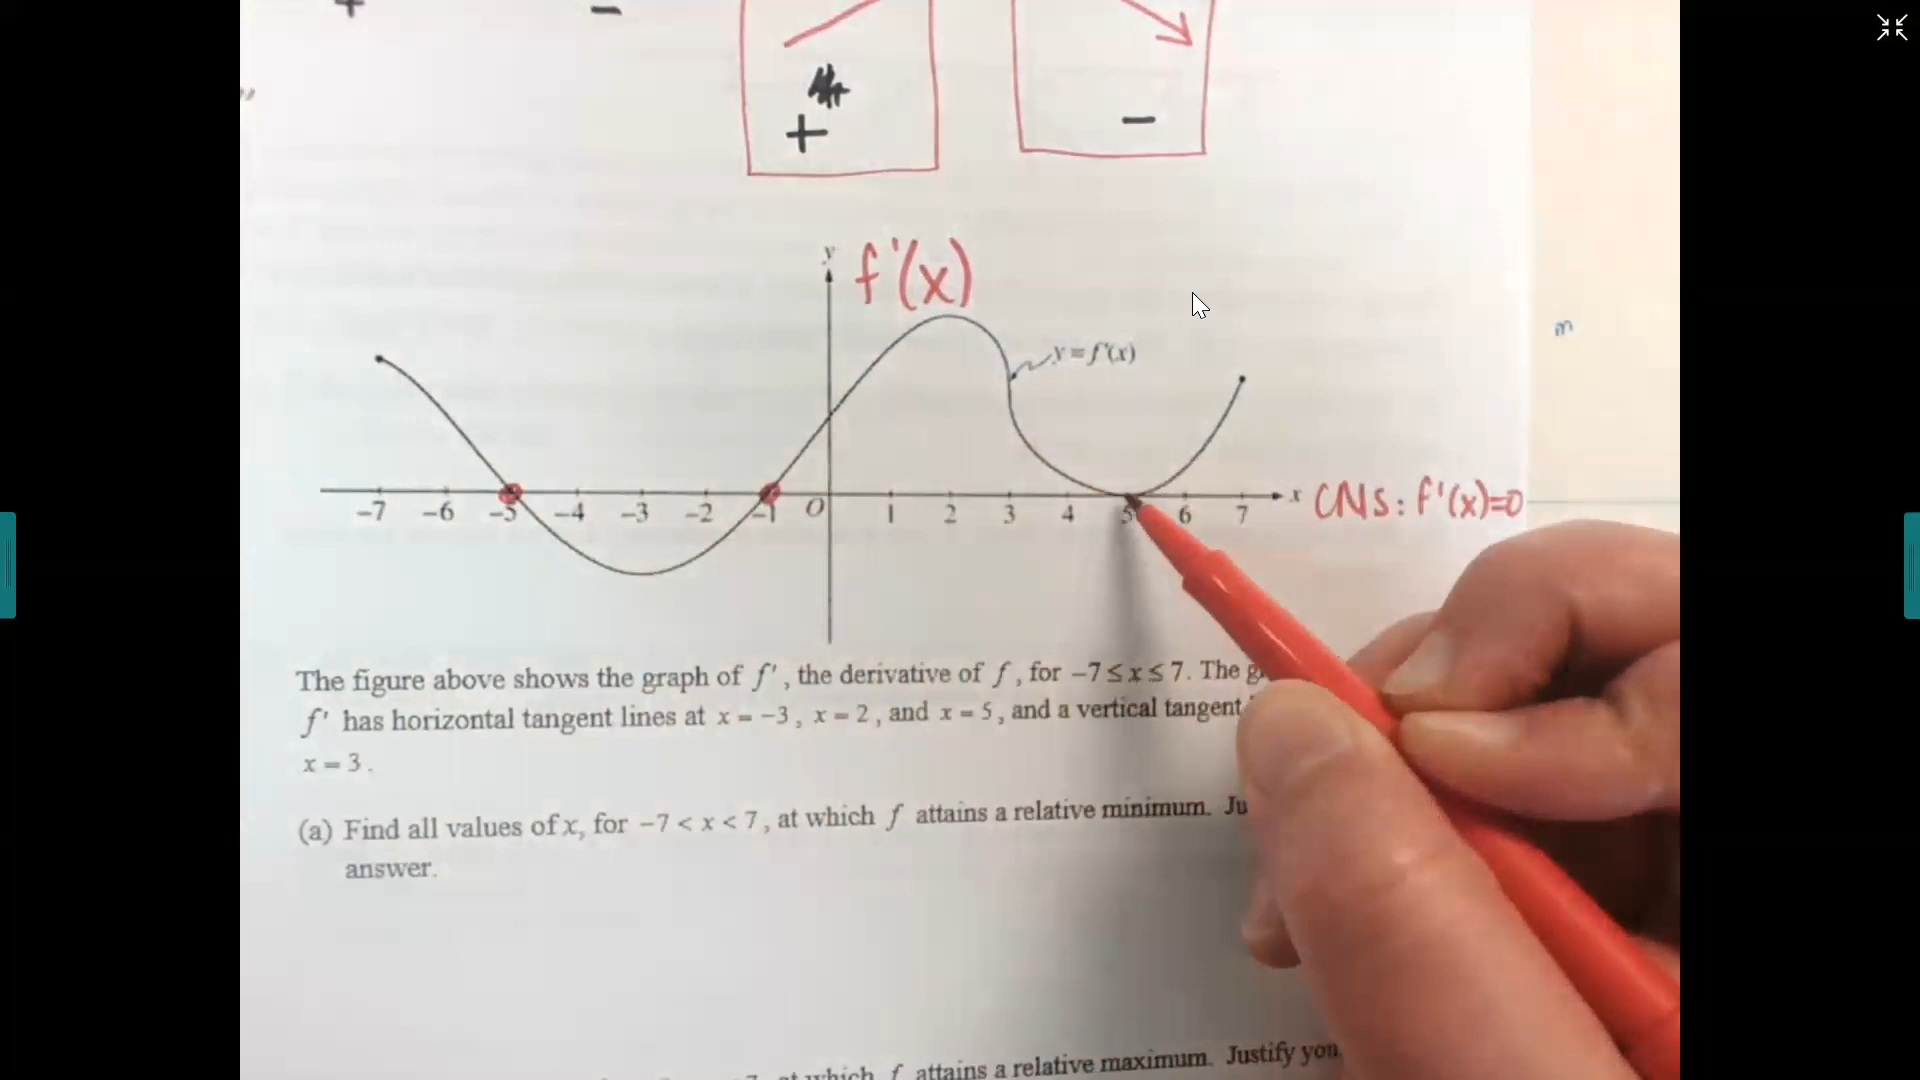 + −
+ −
f'(x)
y
y = f'(x)
-7 -6 -5 -4 -3 -2 -1 O 1 2 3 4 5 6 7 x
CNs: f'(x)=0
The figure above shows the graph of f', the derivative of f, for −7 ≤ x ≤ 7. The
f' has horizontal tangent lines at x = −3, x = 2, and x = 5, and a vertical tangent
x = 3.
(a) Find all values of x, for −7 < x < 7, at which f attains a relative minimum. Ju
answer.
at which f attains a relative maximum. Justify you